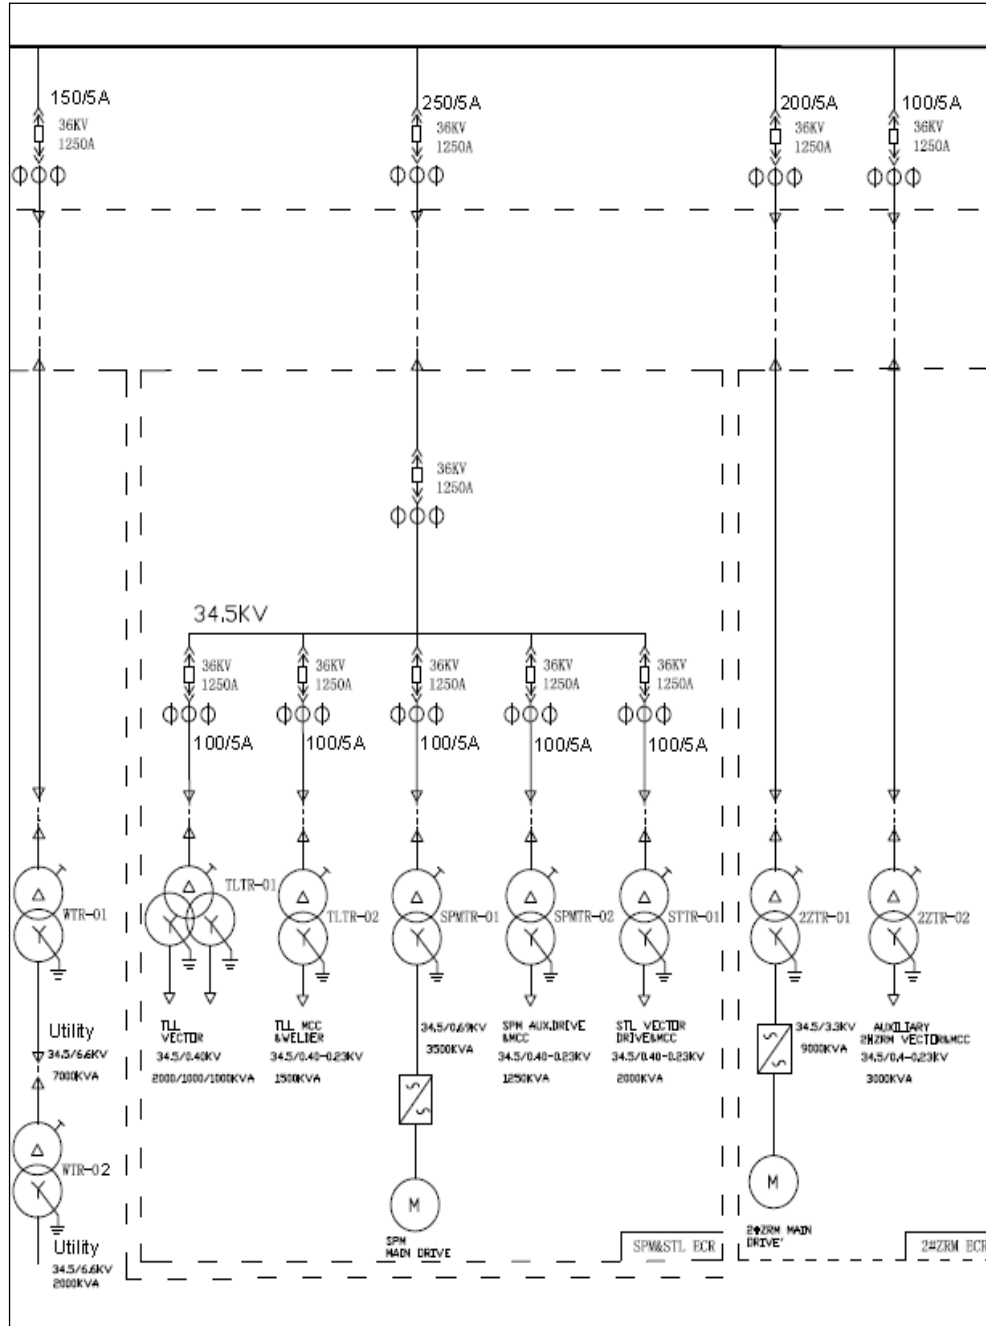 150/5A
36KV
1250A
250/5A
36KV
1250A
200/5A
36KV
1250A
100/5A
36KV
1250A
36KV
1250A
34.5KV
36KV
1250A
36KV
1250A
36KV
1250A
36KV
1250A
36KV
1250A
100/5A
100/5A
100/5A
100/5A
100/5A
WTR-01
TLTR-01
TLTR-02
SPMTR-01
SPMTR-02
STTR-01
2ZTR-01
2ZTR-02
Utility
34.5/6.6KV
7000KVA
TLL
VECTOR
34.5/0.40KV
2000/1000/1000KVA
TLL MCC
&WELDER
34.5/0.40-0.23KV
1500KVA
34.5/0.69KV
3500KVA
SPM AUX.DRIVE
&MCC
34.5/0.40-0.23KV
1250KVA
STL VECTOR
DRIVE&MCC
34.5/0.40-0.23KV
2000KVA
34.5/3.3KV
9000KVA
AUXILIARY
2#ZRM VECTOR&MCC
34.5/0.4-0.23KV
3000KVA
WTR-02
M
M
SPM
MAIN DRIVE
2#ZRM MAIN
DRIVE'
SPM&STL ECR
2#ZRM ECR
Utility
34.5/6.6KV
2000KVA